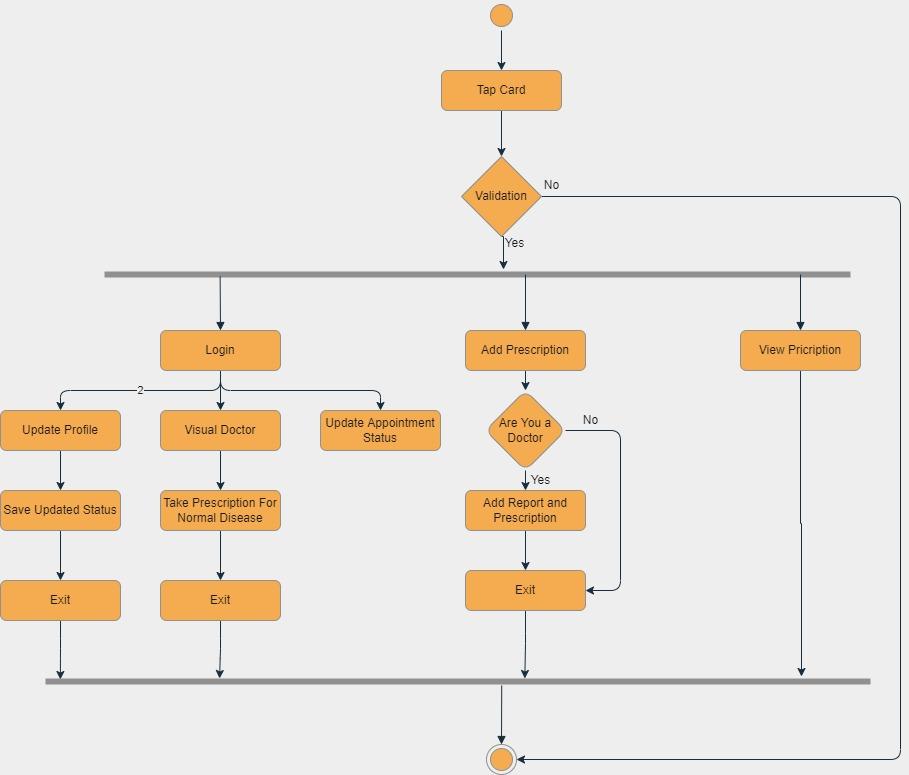 Tap Card
Validation
No
Yes
Login
Add Prescription
View Pricription
2
Update Profile
Visual Doctor
Update Appointment
Status
Are You a
Doctor
No
Yes
Save Updated Status
Take Prescription For
Normal Disease
Add Report and
Prescription
Exit
Exit
Exit